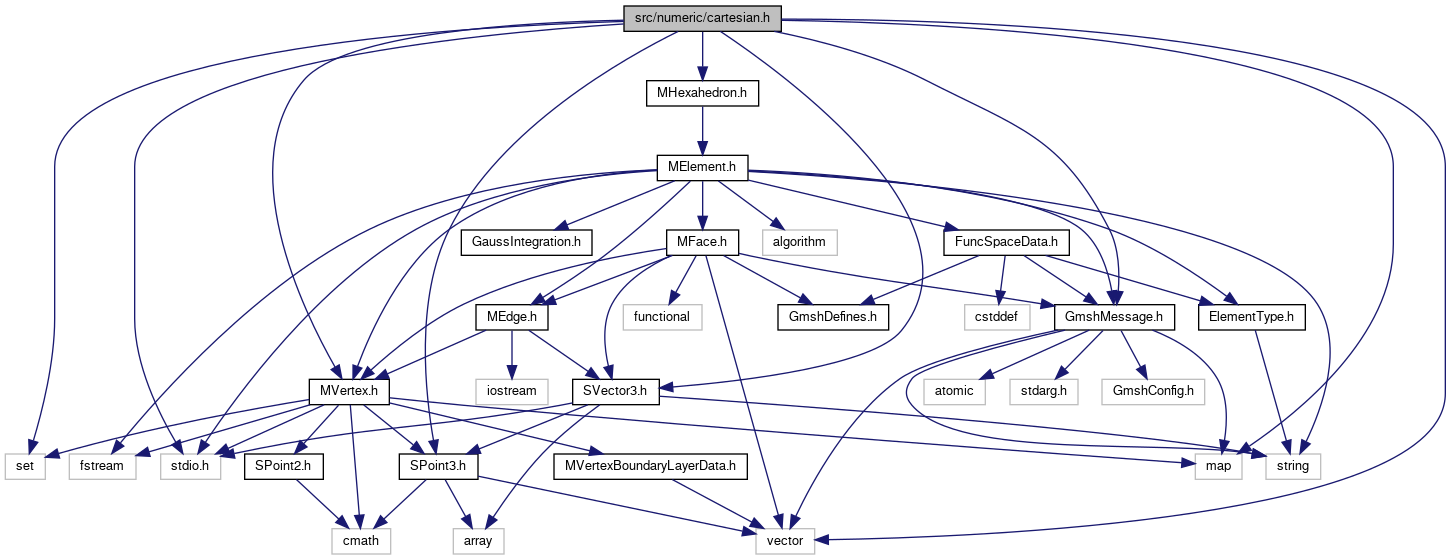 src/numeric/cartesian.h
MHexahedron.h
MElement.h
GaussIntegration.h
MFace.h
algorithm
FuncSpaceData.h
MEdge.h
functional
GmshDefines.h
cstddef
GmshMessage.h
ElementType.h
MVertex.h
iostream
SVector3.h
atomic
stdarg.h
GmshConfig.h
set
fstream
stdio.h
SPoint2.h
SPoint3.h
MVertexBoundaryLayerData.h
map
string
cmath
array
vector